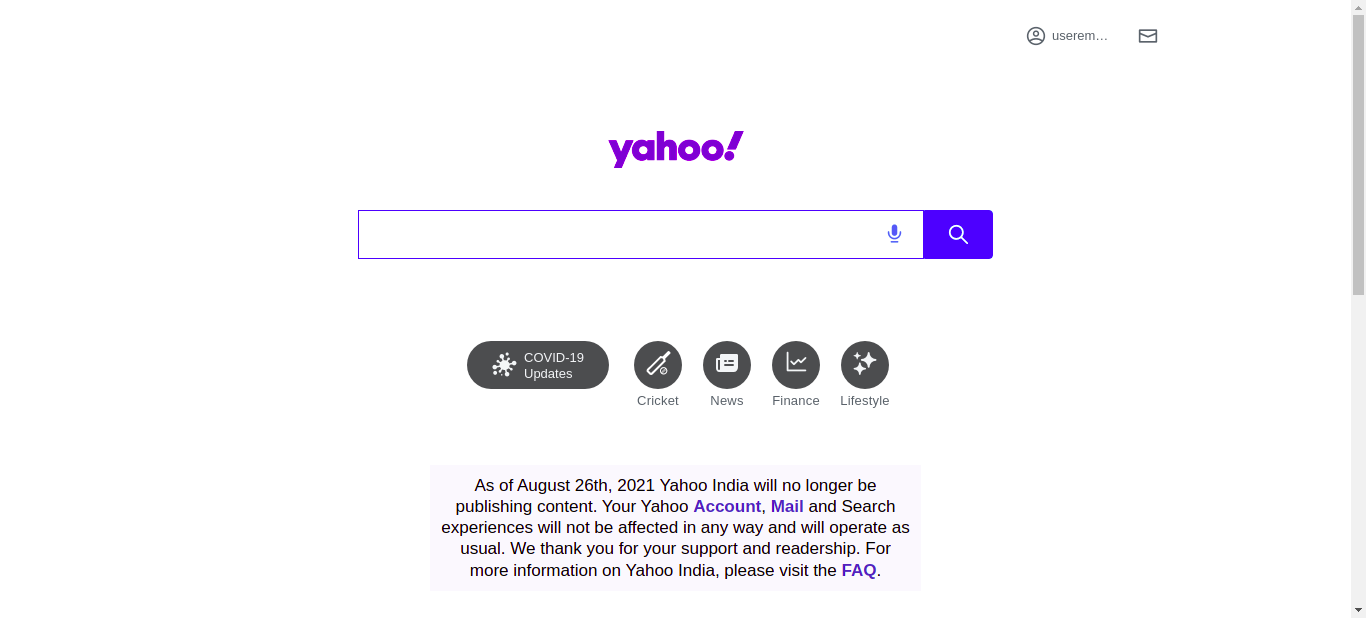 userem…
yahoo!
COVID-19
Updates
Cricket
News
Finance
Lifestyle
As of August 26th, 2021 Yahoo India will no longer be
publishing content. Your Yahoo Account, Mail and Search
experiences will not be affected in any way and will operate as
usual. We thank you for your support and readership. For
more information on Yahoo India, please visit the FAQ.